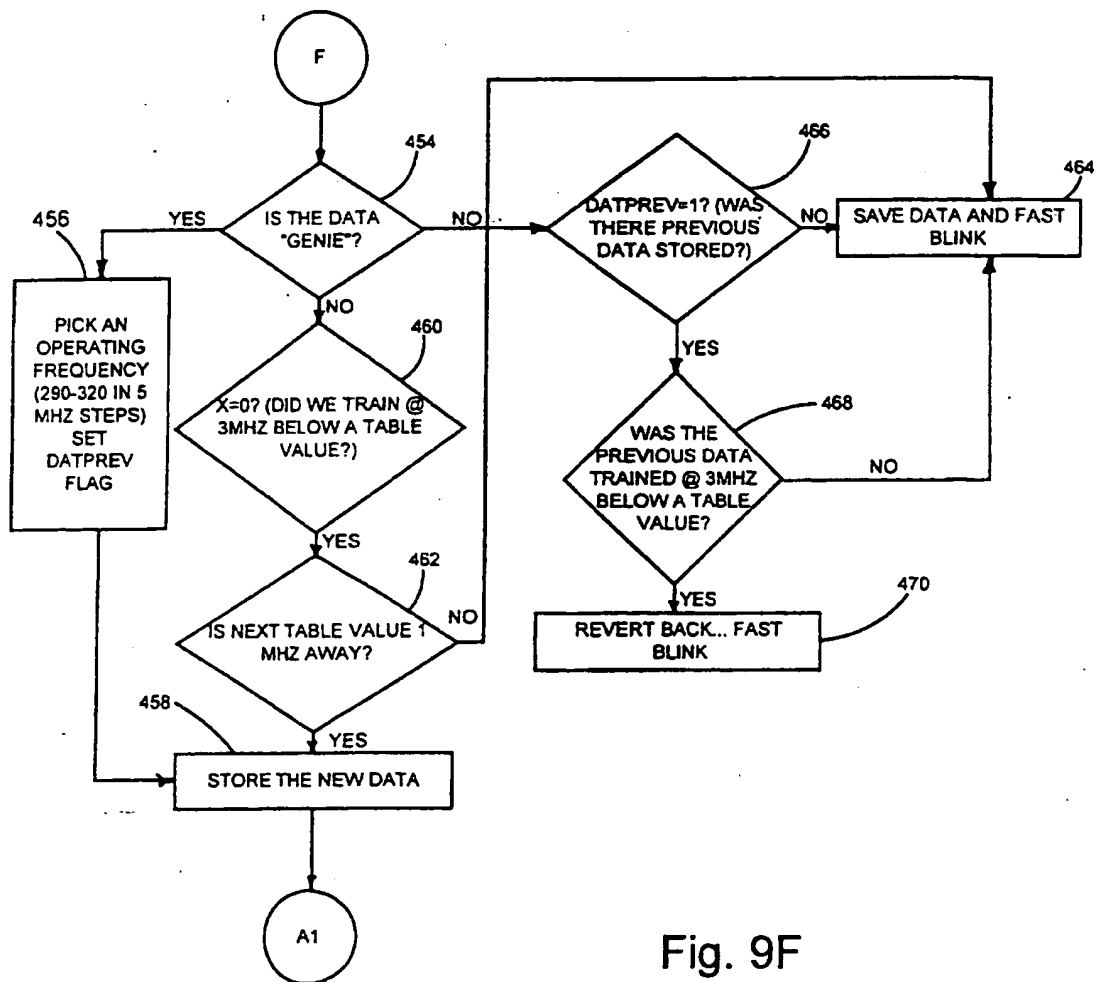 F
454
IS THE DATA
"GENIE"?
YES
NO
NO
456
PICK AN
OPERATING
FREQUENCY
(290-320 IN 5
MHZ STEPS)
SET
DATPREV
FLAG
460
X=0? (DID WE TRAIN @
3MHZ BELOW A TABLE
VALUE?)
YES
462
IS NEXT TABLE VALUE 1
MHZ AWAY?
NO
YES
458
STORE THE NEW DATA
A1
466
DATPREV=1? (WAS
THERE PREVIOUS
DATA STORED?)
NO
YES
464
SAVE DATA AND FAST
BLINK
468
WAS THE
PREVIOUS DATA
TRAINED @ 3MHZ
BELOW A TABLE
VALUE?
NO
YES
470
REVERT BACK... FAST
BLINK
Fig. 9F